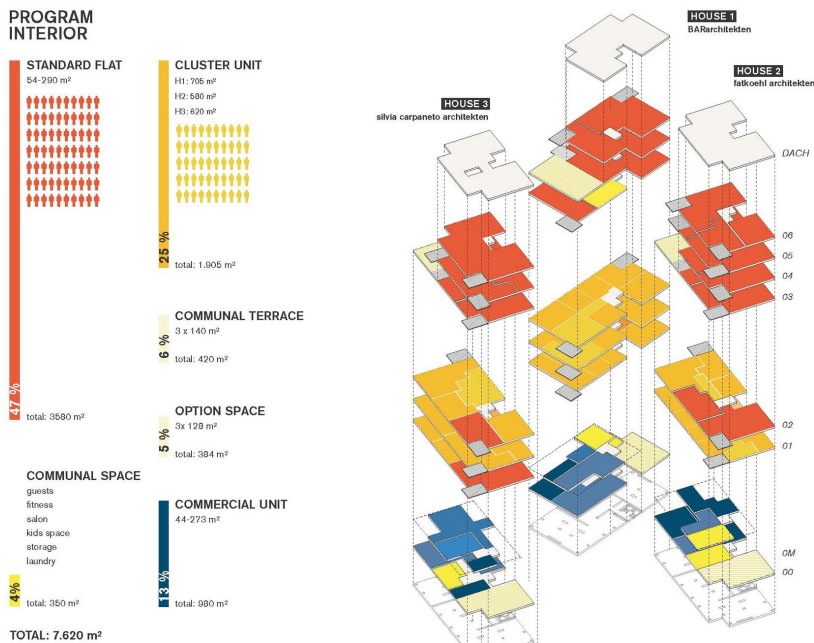 PROGRAM
INTERIOR
STANDARD FLAT
54-290 m²
47 %
total: 3580 m²
CLUSTER UNIT
H1: 705 m²
H2: 580 m²
H3: 620 m²
25 %
total: 1.905 m²
COMMUNAL TERRACE
3 x 140 m²
6 %
total: 420 m²
OPTION SPACE
3x 128 m²
5 %
total: 384 m²
COMMUNAL SPACE
guests
fitness
salon
kids space
storage
laundry
4%
total: 350 m²
COMMERCIAL UNIT
44-273 m²
13 %
total: 980 m²
TOTAL: 7.620 m²
HOUSE 1
BARarchitekten
HOUSE 2
fatkoehl architekten
HOUSE 3
silvia carpaneto architekten
DACH
06
05
04
03
02
01
0M
00